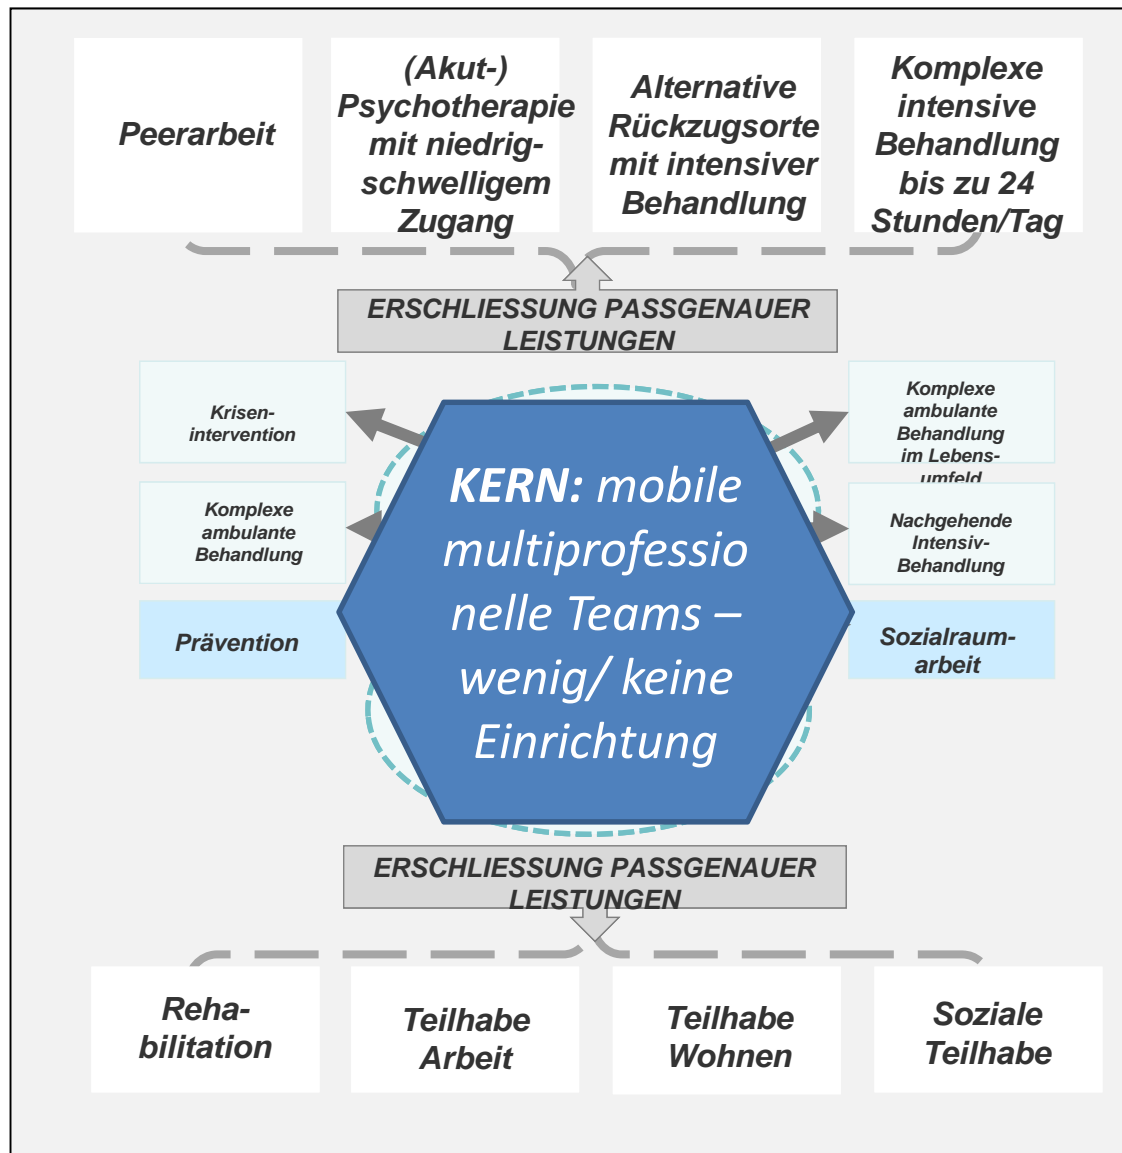 Peerarbeit
(Akut-)
Psychotherapie
mit niedrig-
schwelligem
Zugang
Alternative
Rückzugsorte
mit intensiver
Behandlung
Komplexe
intensive
Behandlung
bis zu 24
Stunden/Tag
ERSCHLIESSUNG PASSGENAUER
LEISTUNGEN
Krisen-
intervention
Komplexe
ambulante
Behandlung
Prävention
KERN: mobile
multiprofessio
nelle Teams –
wenig/ keine
Einrichtung
Komplexe
ambulante
Behandlung
im Lebens-
umfeld
Nachgehende
Intensiv-
Behandlung
Sozialraum-
arbeit
ERSCHLIESSUNG PASSGENAUER
LEISTUNGEN
Reha-
bilitation
Teilhabe
Arbeit
Teilhabe
Wohnen
Soziale
Teilhabe